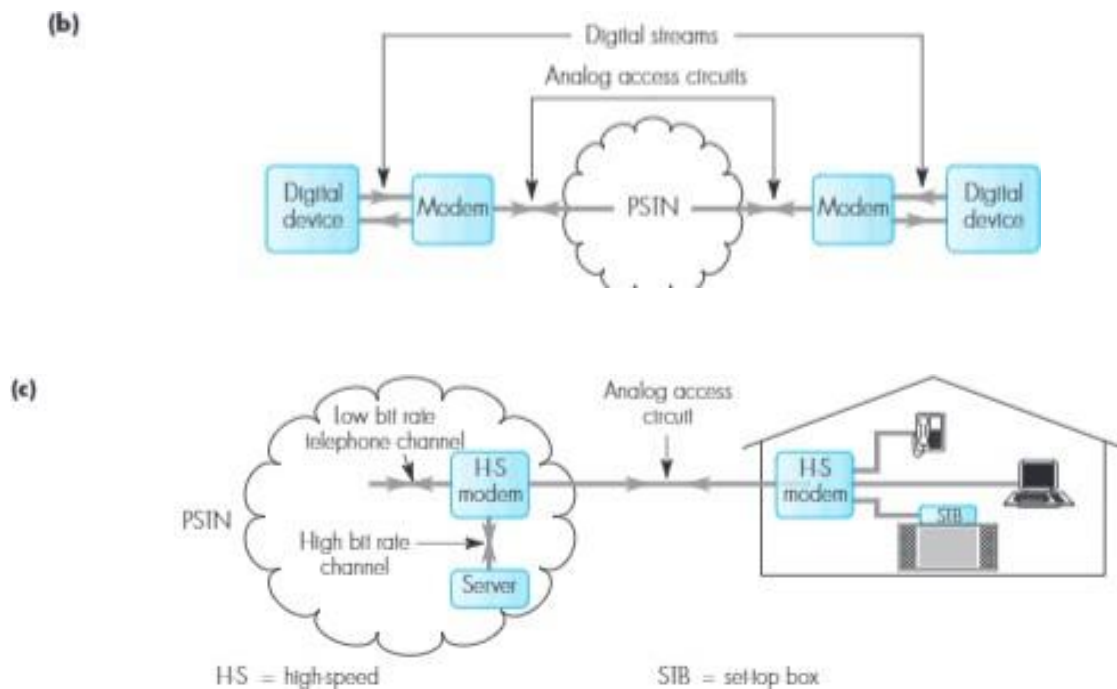 (b)
Digital streams
Analog access circuits
Digital
device
Modem
PSTN
Modem
Digital
device
(c)
Analog access
circuit
Low bit rate
telephone channel
H-S
modem
H-S
modem
PSTN
STB
High bit rate
channel
Server
H-S = high-speed
STB = set-top box